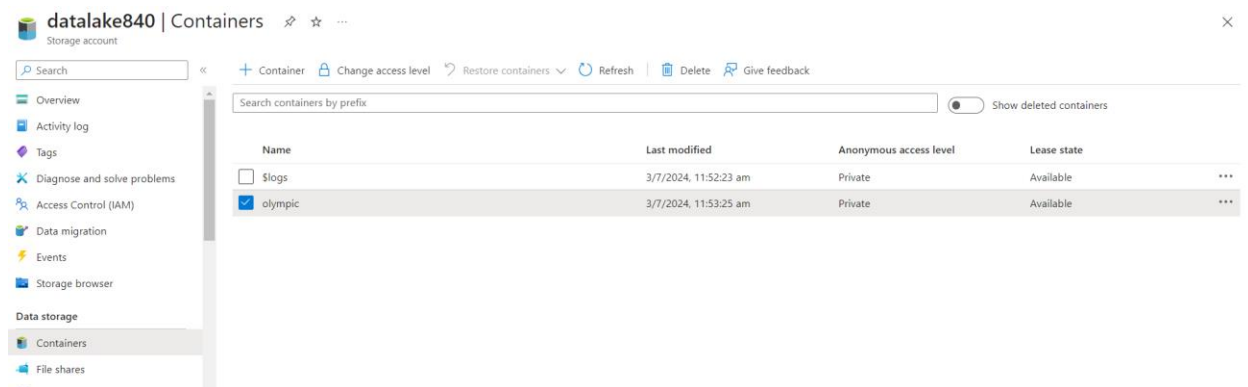 datalake840 | Containers
Storage account
Search
Container
Change access level
Restore containers
Refresh
Delete
Give feedback
Overview
Activity log
Tags
Diagnose and solve problems
Access Control (IAM)
Data migration
Events
Storage browser
Data storage
Containers
File shares
Search containers by prefix
Show deleted containers
Name Last modified Anonymous access level Lease state
$logs 3/7/2024, 11:52:23 am Private Available
olympic 3/7/2024, 11:53:25 am Private Available